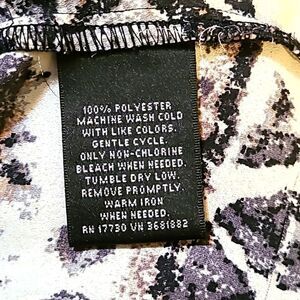 100% POLYESTER
MACHINE WASH COLD
WITH LIKE COLORS.
GENTLE CYCLE.
ONLY NON-CHLORINE
BLEACH WHEN NEEDED.
TUMBLE DRY LOW.
REMOVE PROMPTLY.
WARM IRON
WHEN NEEDED.
RN 17730 VN 3681882